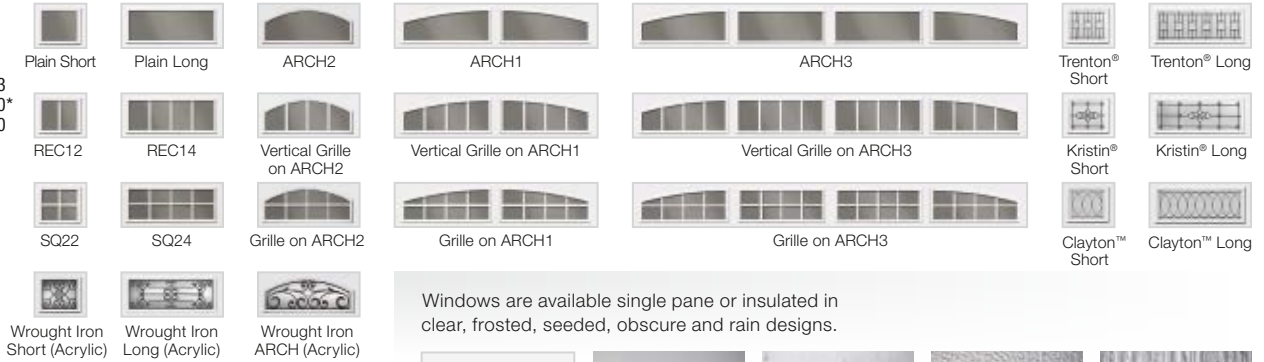 Plain Short
Plain Long
ARCH2
ARCH1
ARCH3
Trenton®
Short
Trenton® Long
3
0*
0
REC12
REC14
Vertical Grille
on ARCH2
Vertical Grille on ARCH1
Vertical Grille on ARCH3
Kristin®
Short
Kristin® Long
SQ22
SQ24
Grille on ARCH2
Grille on ARCH1
Grille on ARCH3
Clayton™
Short
Clayton™ Long
Wrought Iron
Short (Acrylic)
Wrought Iron
Long (Acrylic)
Wrought Iron
ARCH (Acrylic)
Windows are available single pane or insulated in
clear, frosted, seeded, obscure and rain designs.